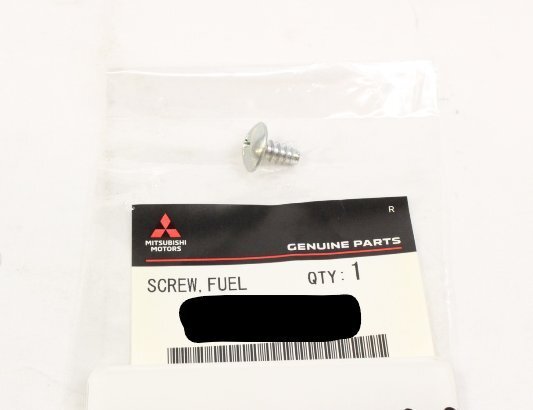 R
MITSUBISHI
MOTORS
GENUINE PARTS
SCREW, FUEL QTY: 1